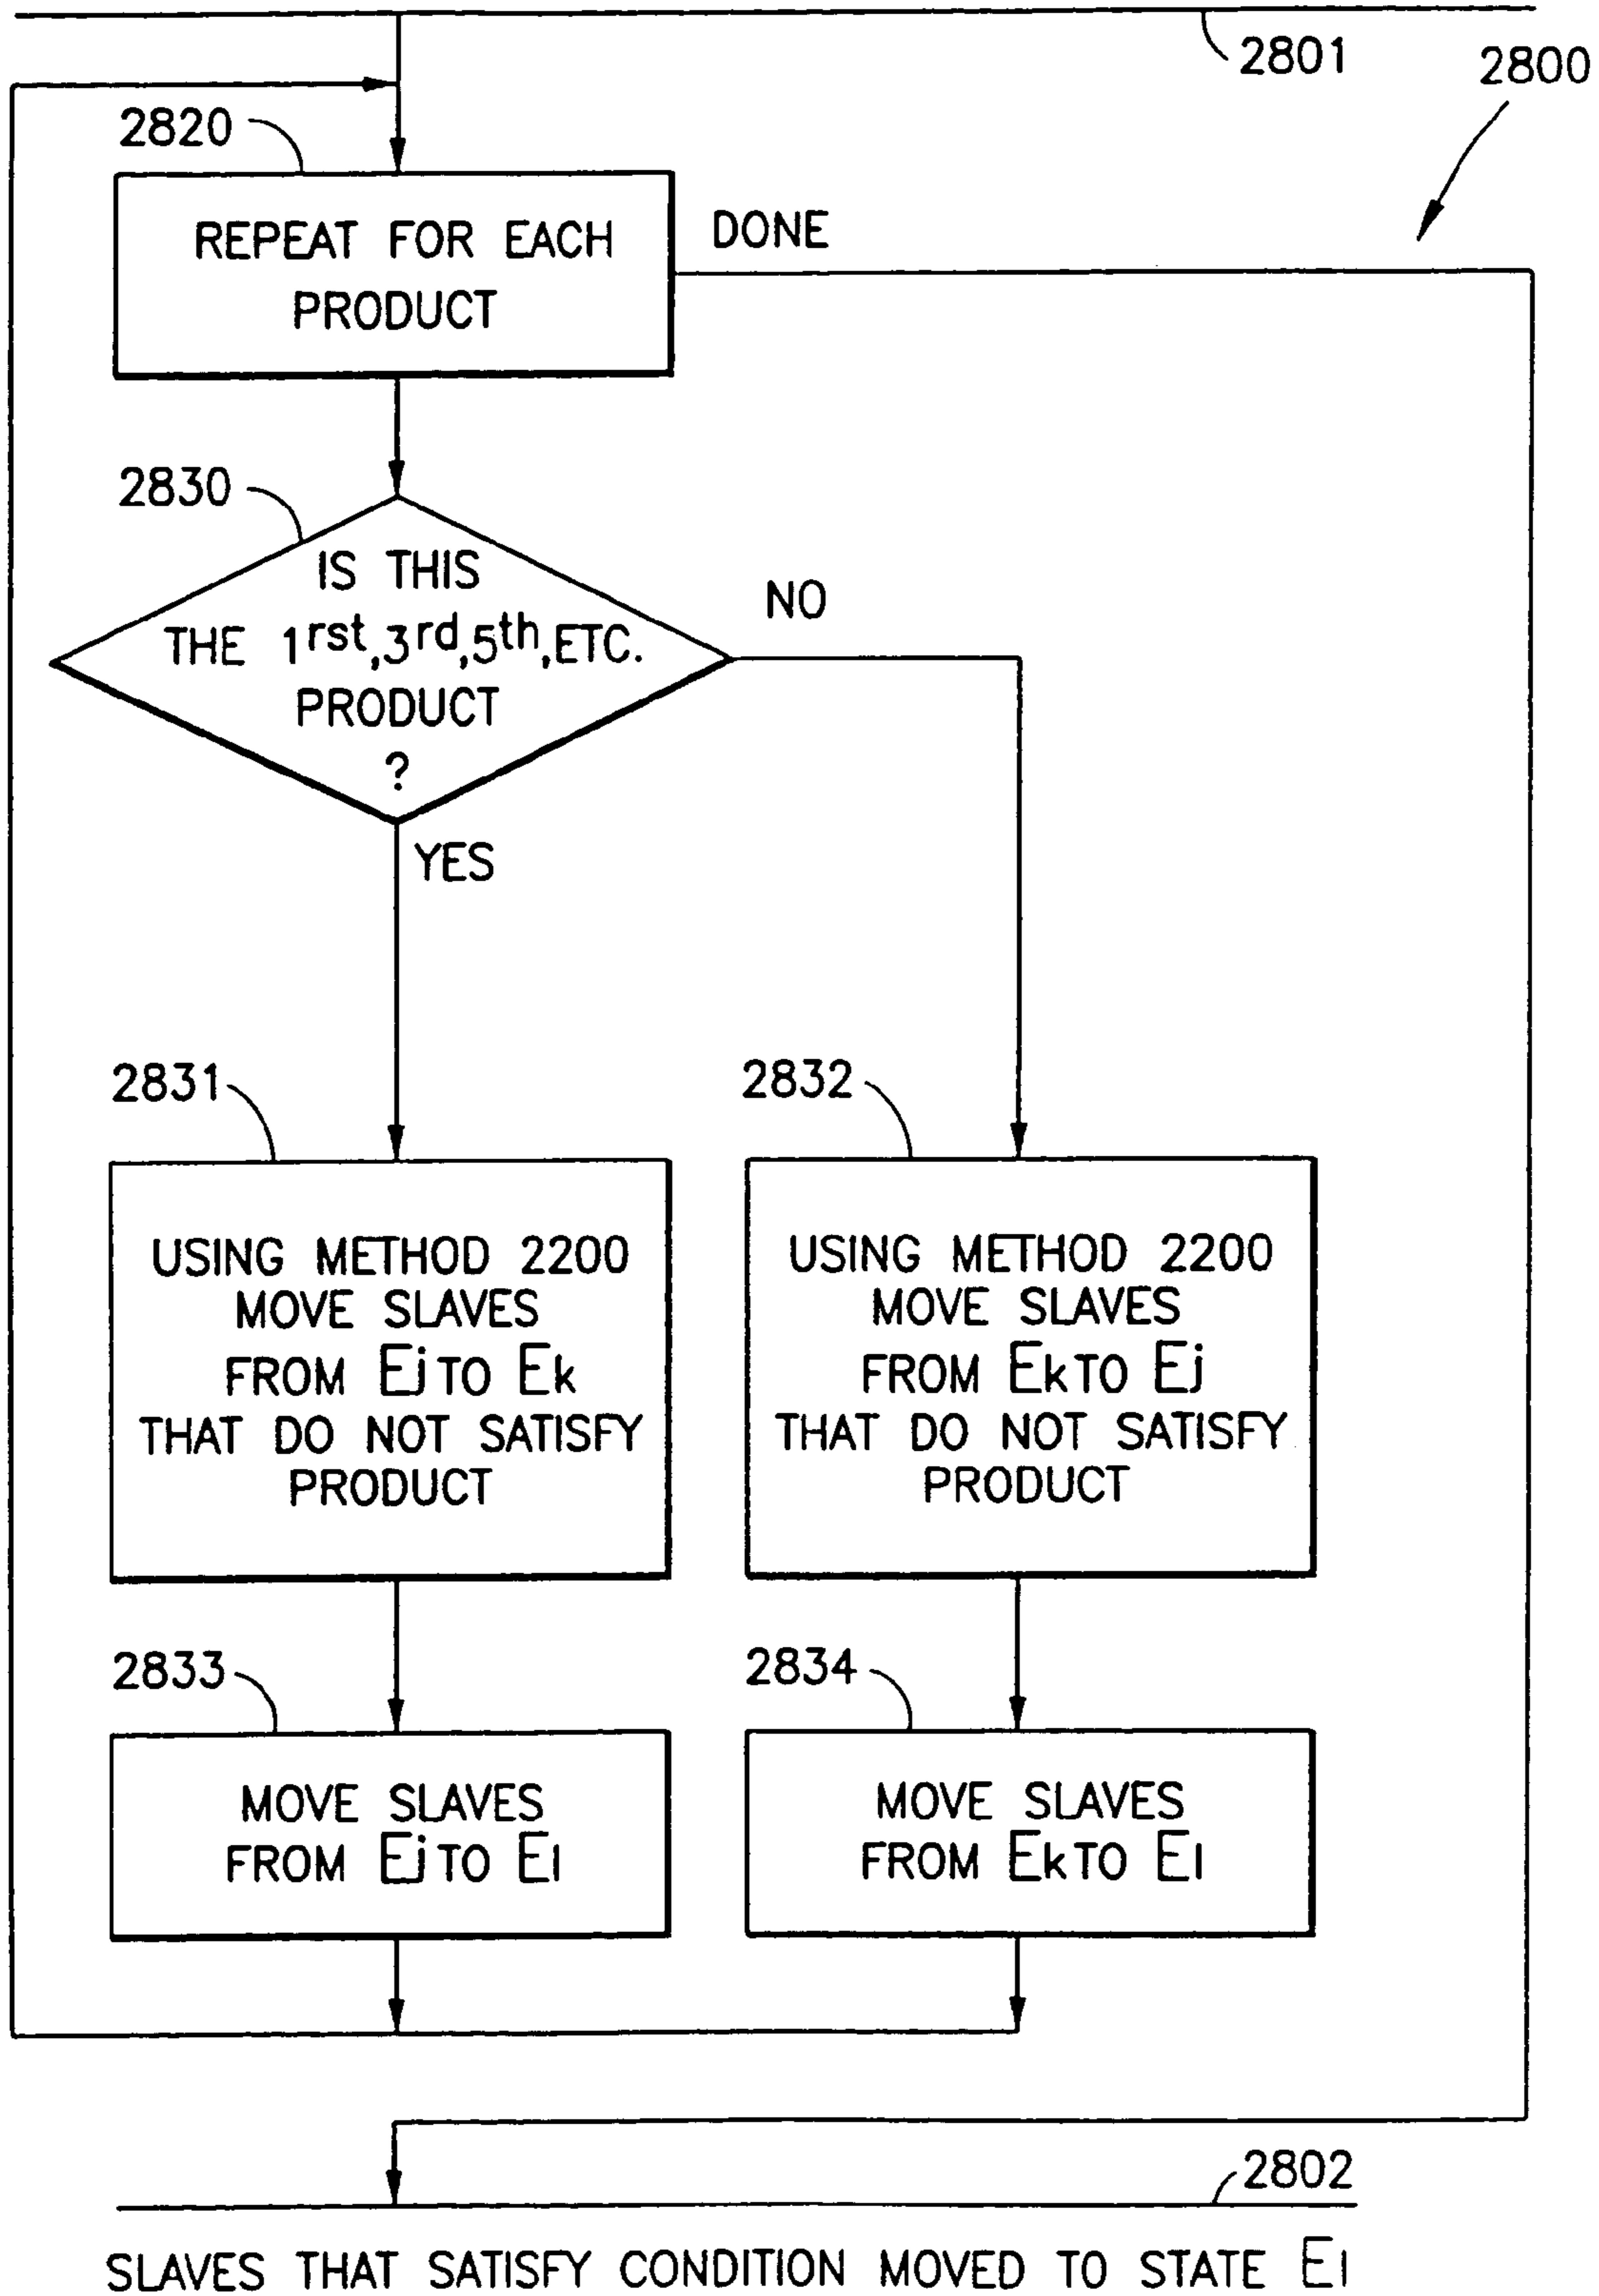 2801
2800
2820
REPEAT FOR EACH
PRODUCT
DONE
2830
IS THIS
THE 1rst,3rd,5th,ETC.
PRODUCT
?
NO
YES
2831
2832
USING METHOD 2200
MOVE SLAVES
FROM Ej TO Ek
THAT DO NOT SATISFY
PRODUCT
USING METHOD 2200
MOVE SLAVES
FROM Ek TO Ej
THAT DO NOT SATISFY
PRODUCT
2833
2834
MOVE SLAVES
FROM Ej TO El
MOVE SLAVES
FROM Ek TO El
2802
SLAVES THAT SATISFY CONDITION MOVED TO STATE El